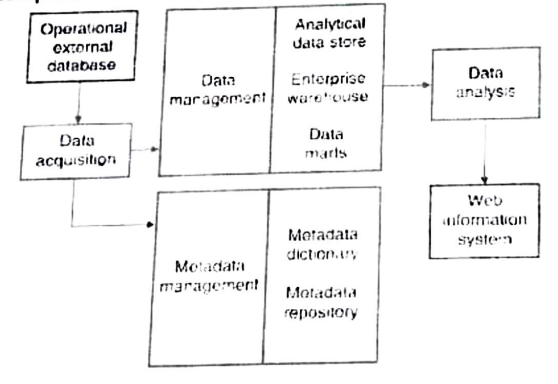 Operational
external
database
Data
acquisition
Data
management
Analytical
data store
Enterprise
warehouse
Data
marts
Data
analysis
Web
information
system
Metadata
management
Metadata
dictionary
Metadata
repository